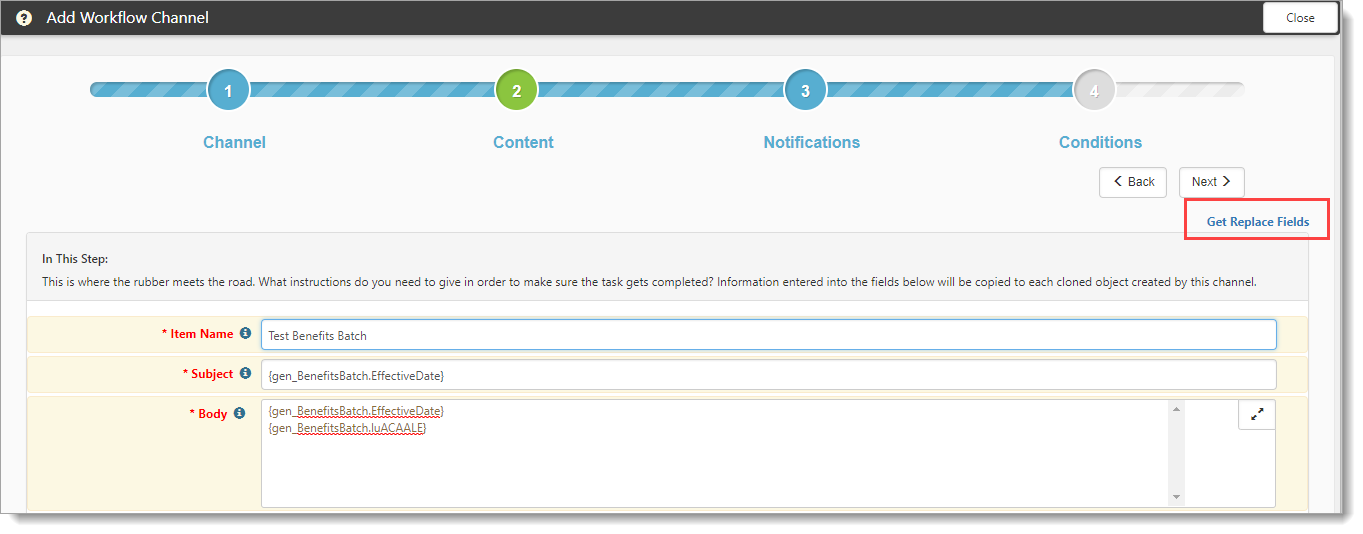 ? Add Workflow Channel
Close
1 2 3 4
Channel Content Notifications Conditions
Back Next
Get Replace Fields
In This Step:
This is where the rubber meets the road. What instructions do you need to give in order to make sure the task gets completed? Information entered into the fields below will be copied to each cloned object created by this channel.
* Item Name i Test Benefits Batch
* Subject i {gen_BenefitsBatch.EffectiveDate}
* Body i {gen_BenefitsBatch.EffectiveDate}
{gen_BenefitsBatch.luACAALE}